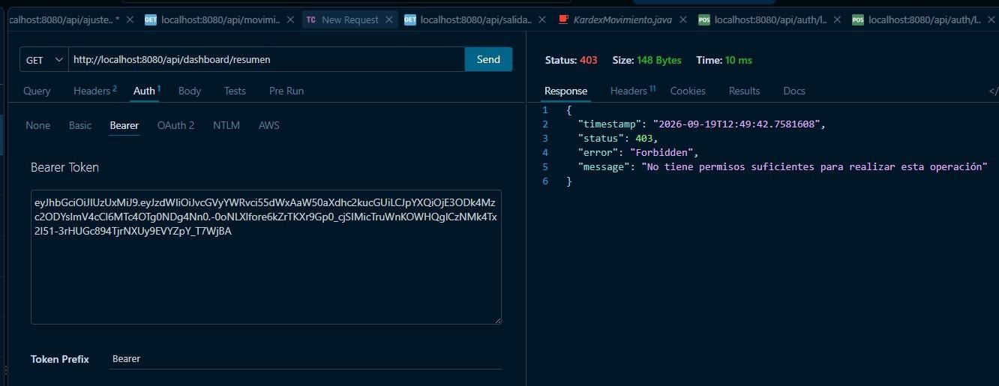 calhost:8080/api/ajuste.. *
GET localhost:8080/api/movimi..
TC New Request
GET localhost:8080/api/salida..
KardexMovimiento.java
POS localhost:8080/api/auth/l..
POS localhost:8080/api/auth/l..
GET http://localhost:8080/api/dashboard/resumen Send
Status: 403 Size: 148 Bytes Time: 10 ms
Query Headers 2 Auth 1 Body Tests Pre Run
Response Headers 11 Cookies Results Docs </
None Basic Bearer OAuth 2 NTLM AWS
Bearer Token
Token Prefix Bearer
1 {
2 "timestamp": "2026-09-19T12:49:42.7581608",
3 "status": 403,
4 "error": "Forbidden",
5 "message": "No tiene permisos suficientes para realizar esta operación"
6 }